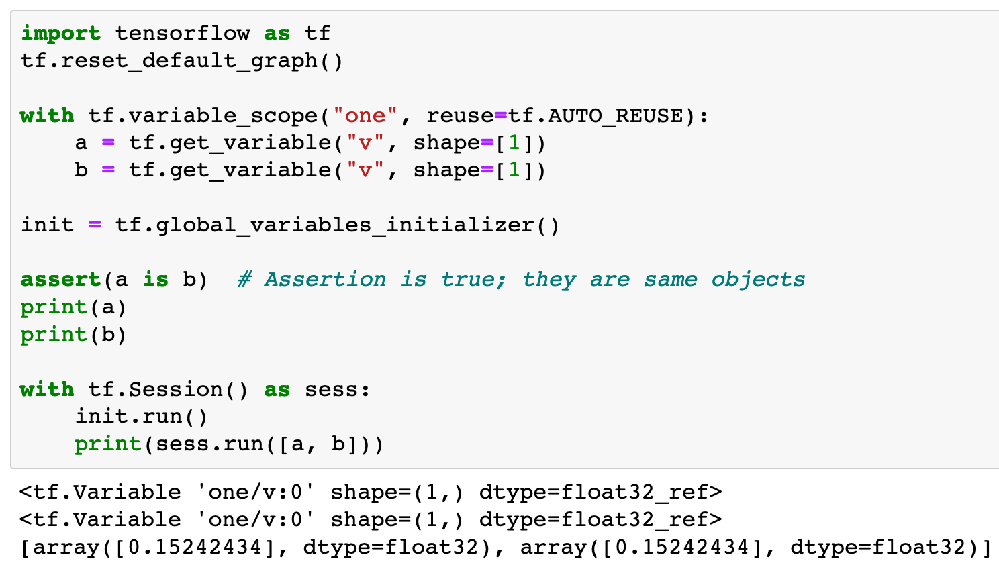 import tensorflow as tf
tf.reset_default_graph()
with tf.variable_scope("one", reuse=tf.AUTO_REUSE):
    a = tf.get_variable("v", shape=[1])
    b = tf.get_variable("v", shape=[1])
init = tf.global_variables_initializer()
assert(a is b)  # Assertion is true; they are same objects
print(a)
print(b)
with tf.Session() as sess:
    init.run()
    print(sess.run([a, b]))
<tf.Variable 'one/v:0' shape=(1,) dtype=float32_ref>
<tf.Variable 'one/v:0' shape=(1,) dtype=float32_ref>
[array([0.15242434], dtype=float32), array([0.15242434], dtype=float32)]